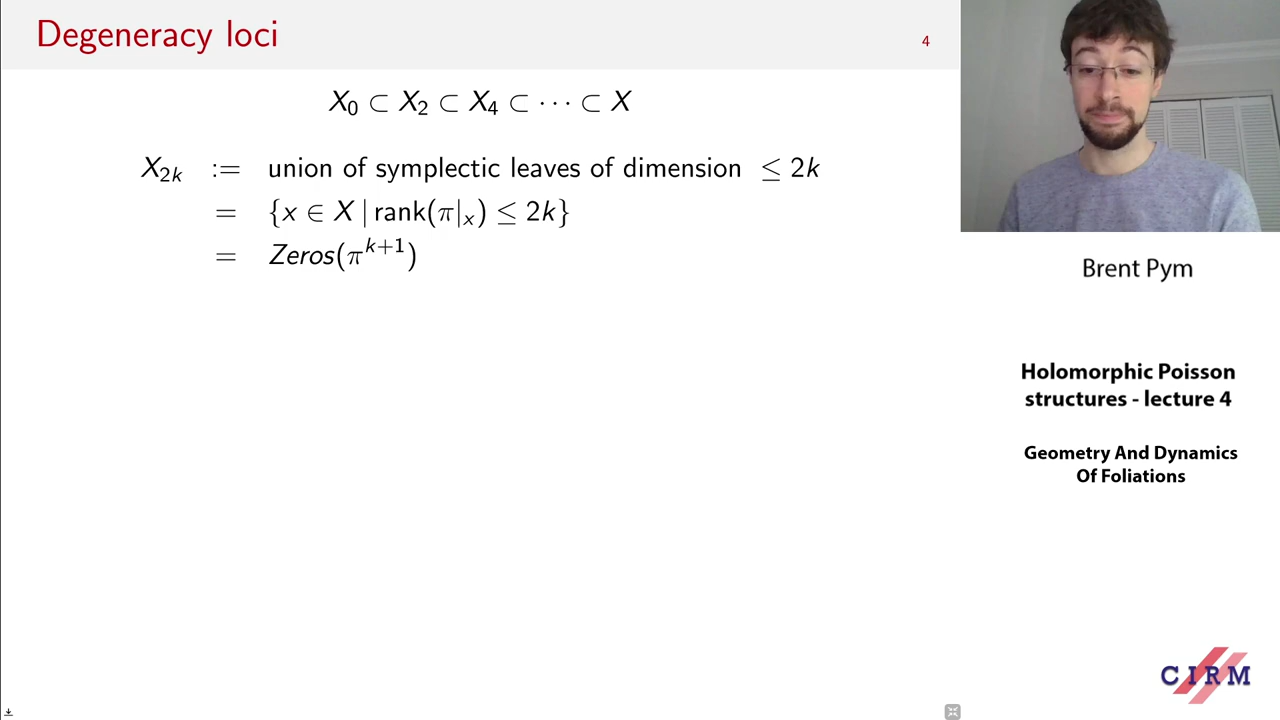 Degeneracy loci
4
X₀ ⊂ X₂ ⊂ X₄ ⊂ ⋯ ⊂ X
X₂ₖ := union of symplectic leaves of dimension ≤ 2k
= {x ∈ X | rank(π|ₓ) ≤ 2k}
= Zeros(πᵏ⁺¹)
Brent Pym
Holomorphic Poisson
structures - lecture 4
Geometry And Dynamics
Of Foliations
CIRM